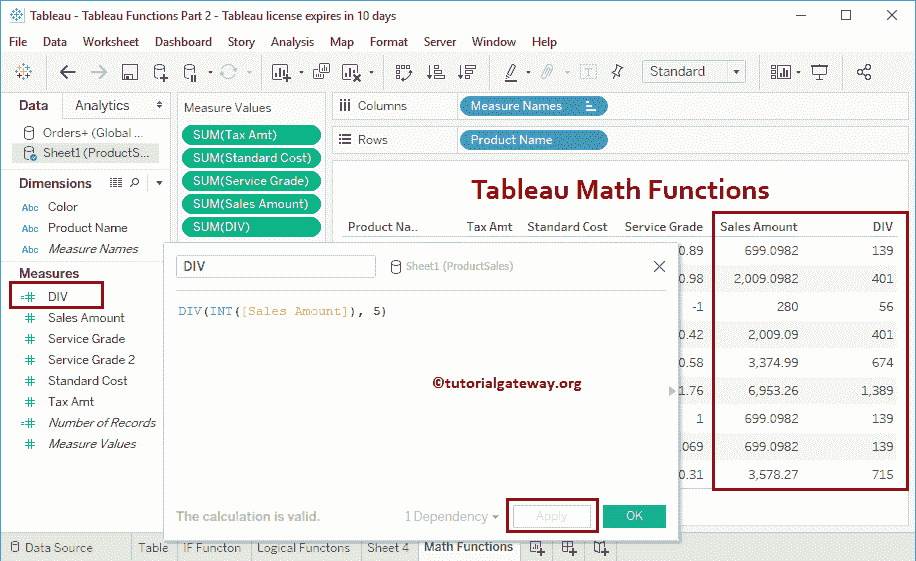 Tableau - Tableau Functions Part 2 - Tableau license expires in 10 days
File Data Worksheet Dashboard Story Analysis Map Format Server Window Help
Standard
Data Analytics
Orders+ (Global ...
Sheet1 (ProductS...
Dimensions
Abc Color
Abc Product Name
Abc Measure Names
Measures
DIV
Sales Amount
Service Grade
Service Grade 2
Standard Cost
Tax Amt
Number of Records
Measure Values
Measure Values
SUM(Tax Amt)
SUM(Standard Cost)
SUM(Service Grade)
SUM(Sales Amount)
SUM(DIV)
Columns Measure Names
Rows Product Name
Tableau Math Functions
Product Na.. Tax Amt Standard Cost Service Grade Sales Amount DIV
0.89 699.0982 139
0.98 2,009.0982 401
-1 280 56
0.42 2,009.09 401
0.58 3,374.99 674
1.76 6,953.26 1,389
1 699.0982 139
069 699.0982 139
0.31 3,578.27 715
DIV Sheet1 (ProductSales)
DIV(INT([Sales Amount]), 5)
©tutorialgateway.org
The calculation is valid. 1 Dependency Apply OK
Data Source Table IF Functon Logical Functons Sheet 4 Math Functions